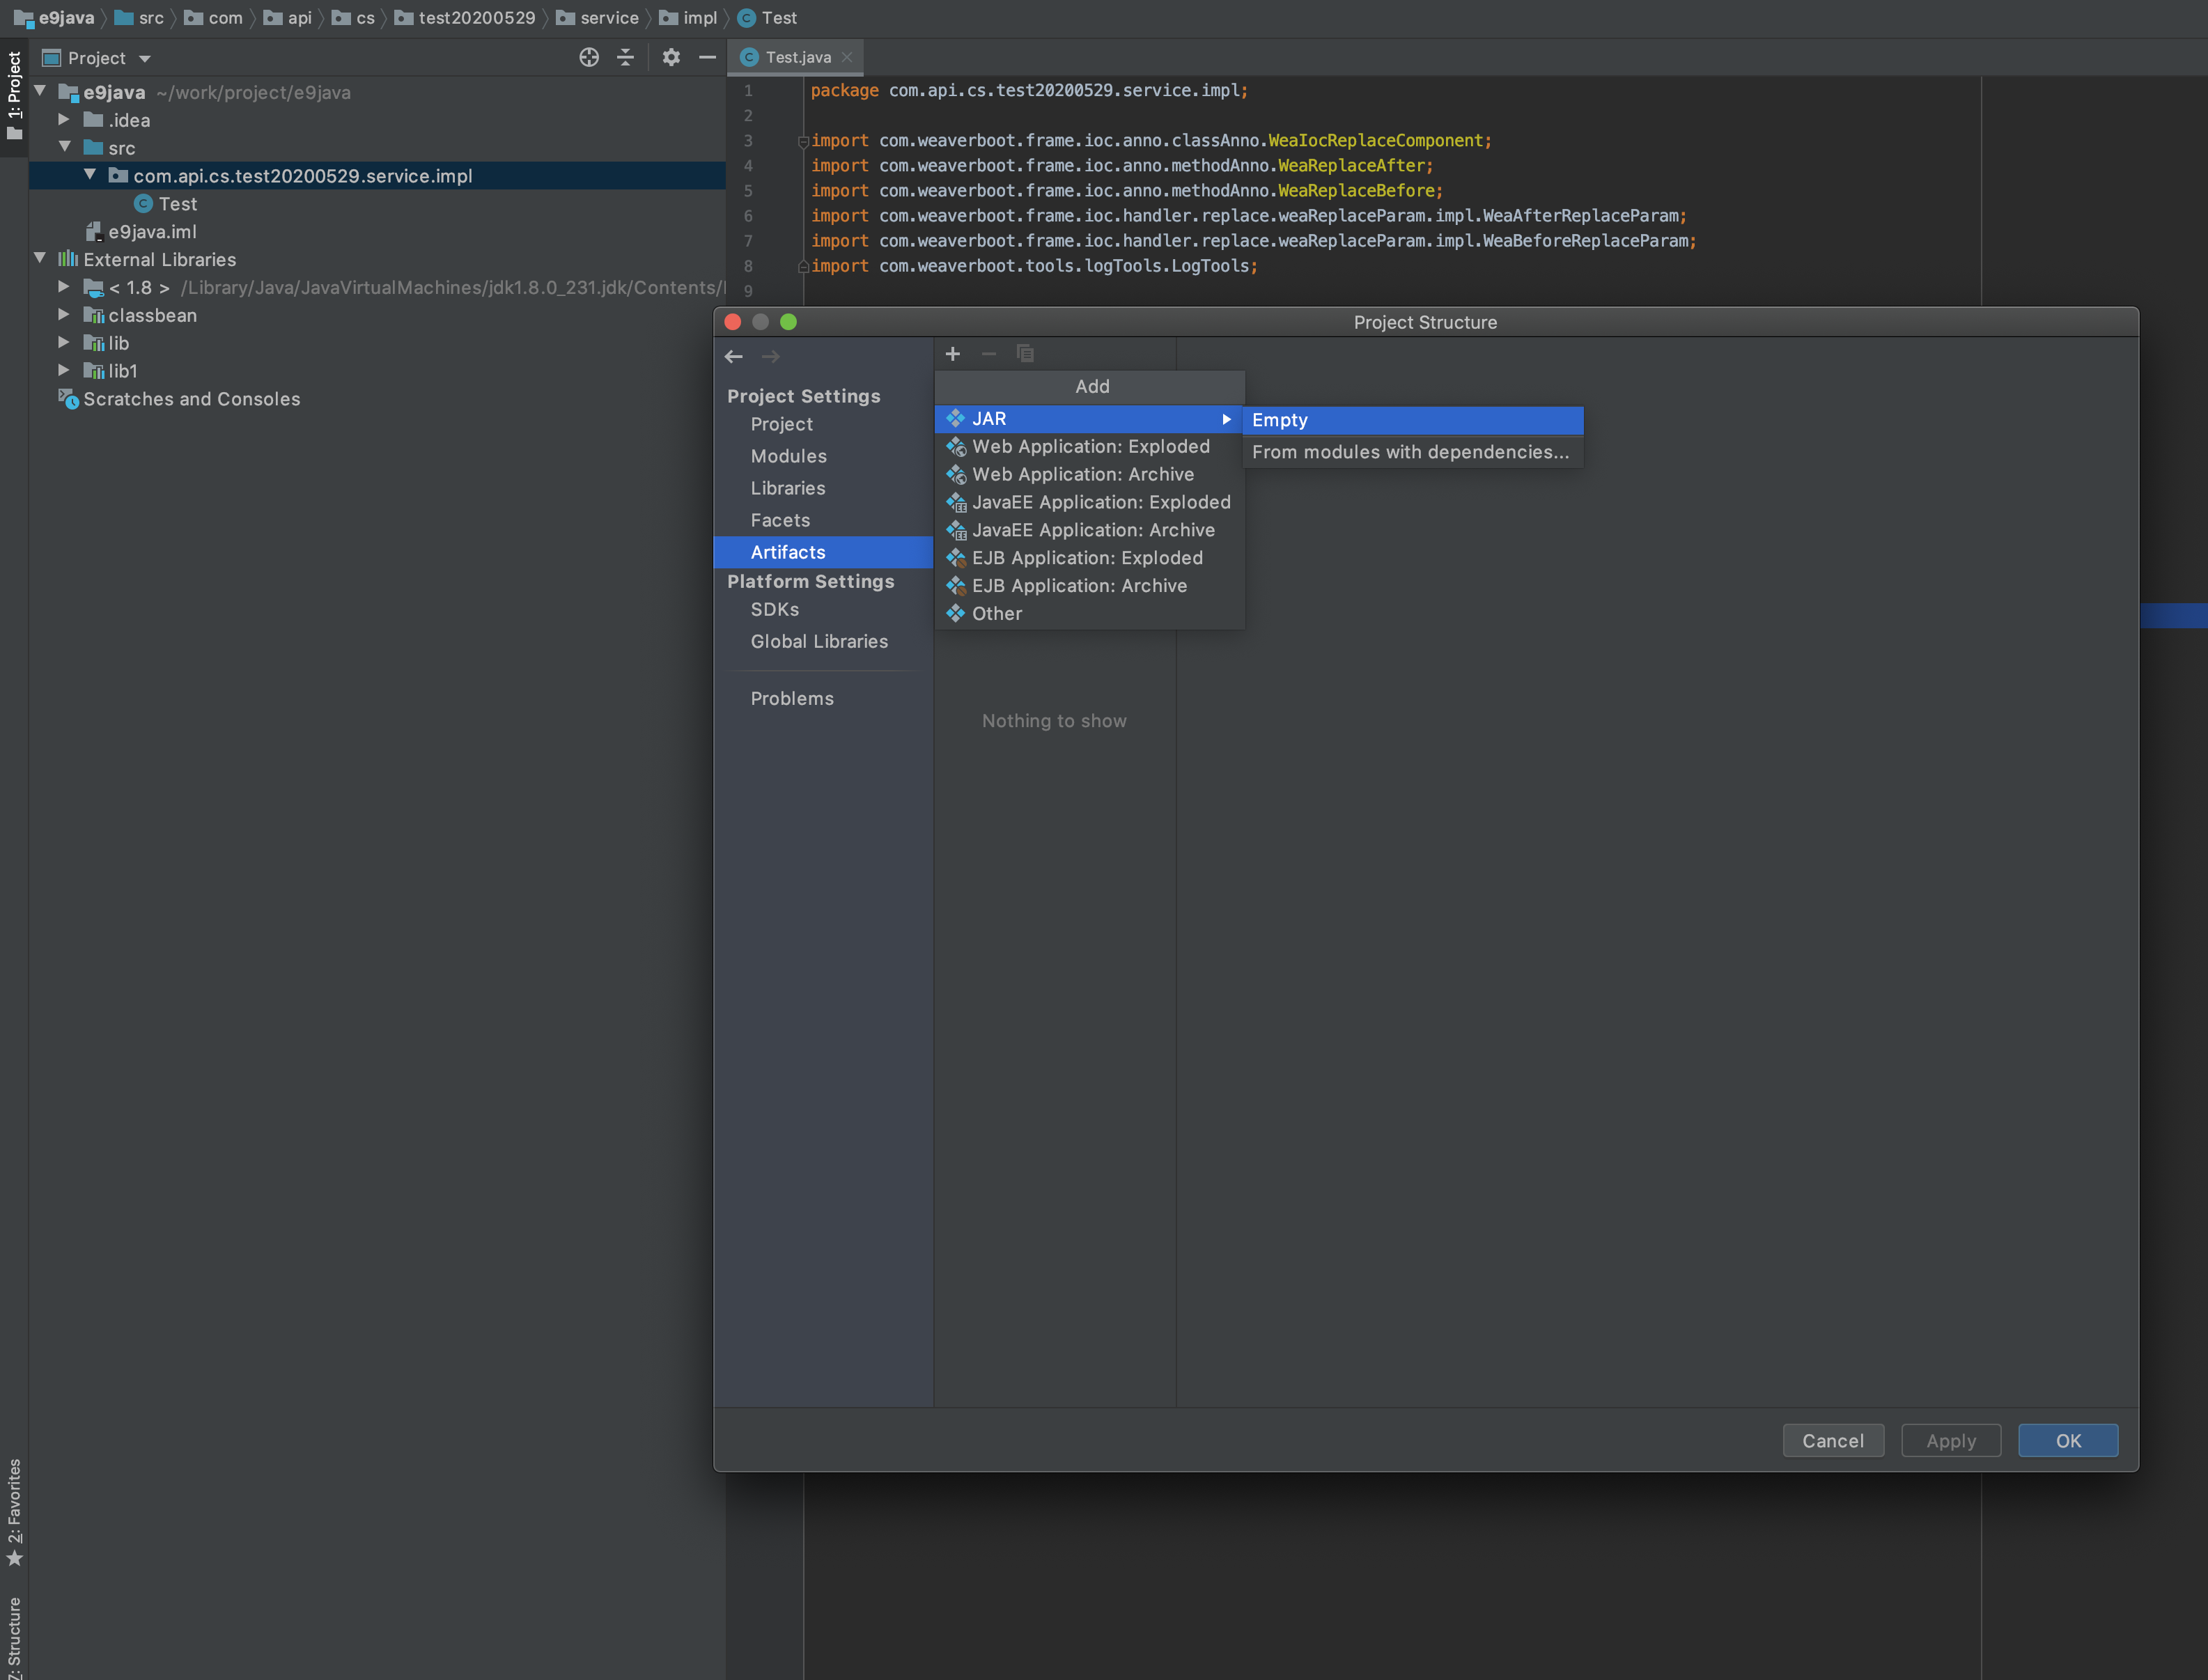 e9java src com api cs test20200529 service impl Test
Project
Test.java
1: Project
e9java ~/work/project/e9java
.idea
src
com.api.cs.test20200529.service.impl
Test
e9java.iml
External Libraries
< 1.8 > /Library/Java/JavaVirtualMachines/jdk1.8.0_231.jdk/Contents/
classbean
lib
lib1
Scratches and Consoles
1 package com.api.cs.test20200529.service.impl;
2
3 import com.weaverboot.frame.ioc.anno.classAnno.WeaIocReplaceComponent;
4 import com.weaverboot.frame.ioc.anno.methodAnno.WeaReplaceAfter;
5 import com.weaverboot.frame.ioc.anno.methodAnno.WeaReplaceBefore;
6 import com.weaverboot.frame.ioc.handler.replace.weaReplaceParam.impl.WeaAfterReplaceParam;
7 import com.weaverboot.frame.ioc.handler.replace.weaReplaceParam.impl.WeaBeforeReplaceParam;
8 import com.weaverboot.tools.logTools.LogTools;
9
Project Structure
Project Settings
Project
Modules
Libraries
Facets
Artifacts
Platform Settings
SDKs
Global Libraries
Problems
Add
JAR
Web Application: Exploded
Web Application: Archive
JavaEE Application: Exploded
JavaEE Application: Archive
EJB Application: Exploded
EJB Application: Archive
Other
Empty
From modules with dependencies...
Nothing to show
Cancel
Apply
OK
2: Favorites
7: Structure